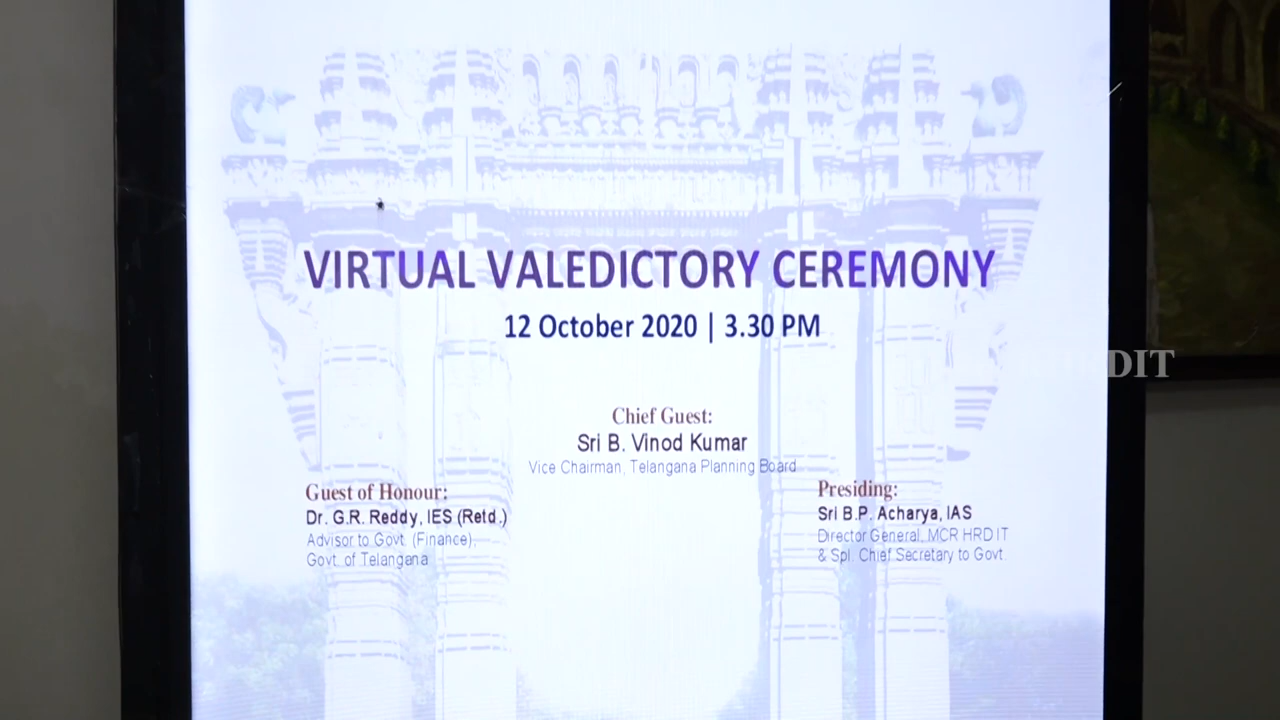 VIRTUAL VALEDICTORY CEREMONY
12 October 2020 | 3.30 PM
Chief Guest:
Sri B. Vinod Kumar
Vice Chairman, Telangana Planning Board
Guest of Honour:
Dr. G.R. Reddy, IES (Retd.)
Advisor to Govt. (Finance),
Govt. of Telangana
Presiding:
Sri B.P. Acharya, IAS
Director General, MCR HRD IT
& Spl. Chief Secretary to Govt.